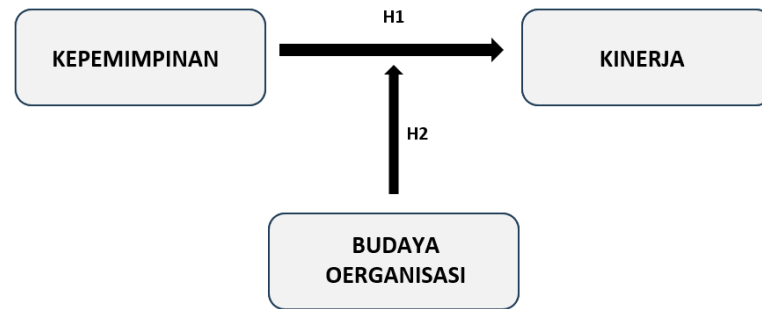 H1
KEPEMIMPINAN
KINERJA
H2
BUDAYA
OERGANISASI